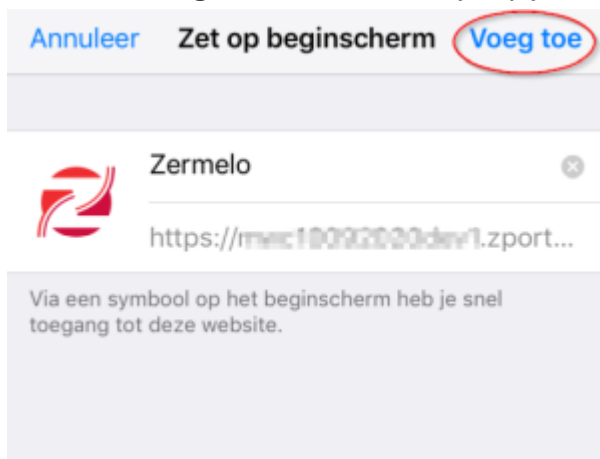 Annuleer Zet op beginscherm Voeg toe
Zermelo
https:// .zport...
Via een symbool op het beginscherm heb je snel
toegang tot deze website.